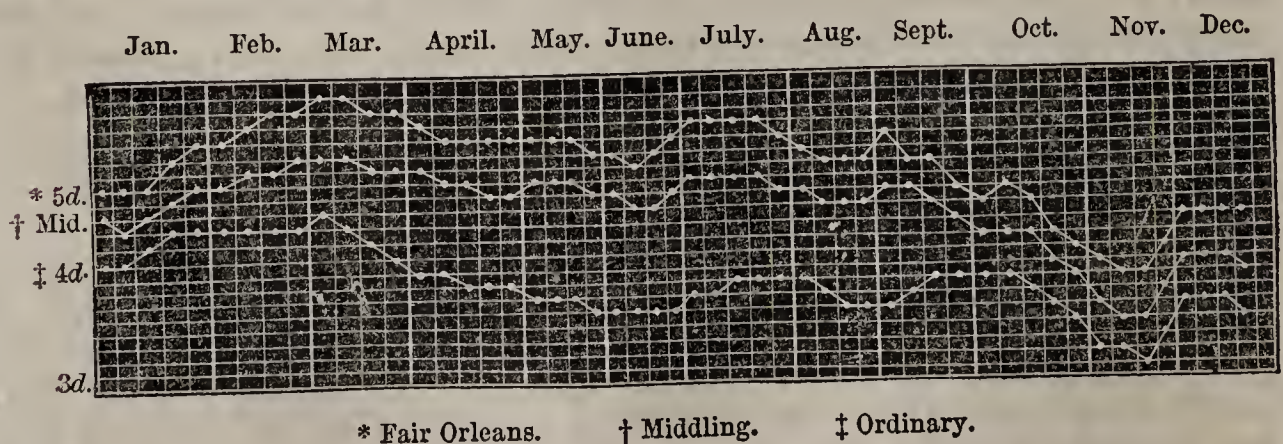 Jan. Feb. Mar. April. May. June. July. Aug. Sept. Oct. Nov. Dec.
* 5d.
† Mid.
‡ 4d.
3d.
* Fair Orleans. † Middling. ‡ Ordinary.